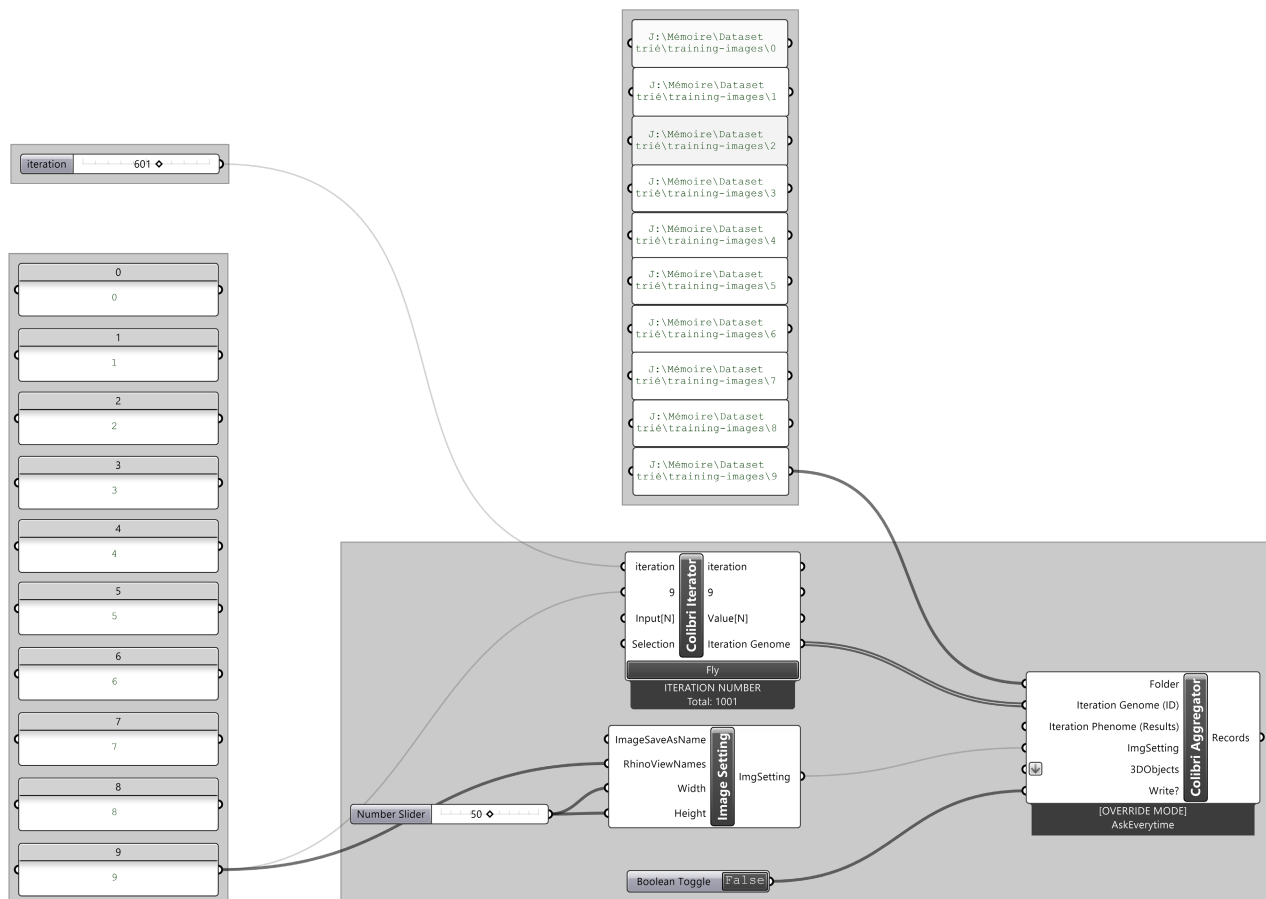 J:\Mémoire\Dataset
trié\training-images\0
J:\Mémoire\Dataset
trié\training-images\1
J:\Mémoire\Dataset
trié\training-images\2
J:\Mémoire\Dataset
trié\training-images\3
J:\Mémoire\Dataset
trié\training-images\4
J:\Mémoire\Dataset
trié\training-images\5
J:\Mémoire\Dataset
trié\training-images\6
J:\Mémoire\Dataset
trié\training-images\7
J:\Mémoire\Dataset
trié\training-images\8
J:\Mémoire\Dataset
trié\training-images\9
iteration 601
0
0
1
1
2
2
3
3
4
4
5
5
6
6
7
7
8
8
9
9
iteration
9
Input[N]
Selection
Colibri Iterator
iteration
9
Value[N]
Iteration Genome
Fly
ITERATION NUMBER
Total: 1001
ImageSaveAsName
RhinoViewNames
Width
Height
Image Setting
ImgSetting
Number Slider 50
Boolean Toggle False
Folder
Iteration Genome (ID)
Iteration Phenome (Results)
ImgSetting
3DObjects
Write?
Colibri Aggregator
Records
[OVERRIDE MODE]
AskEverytime